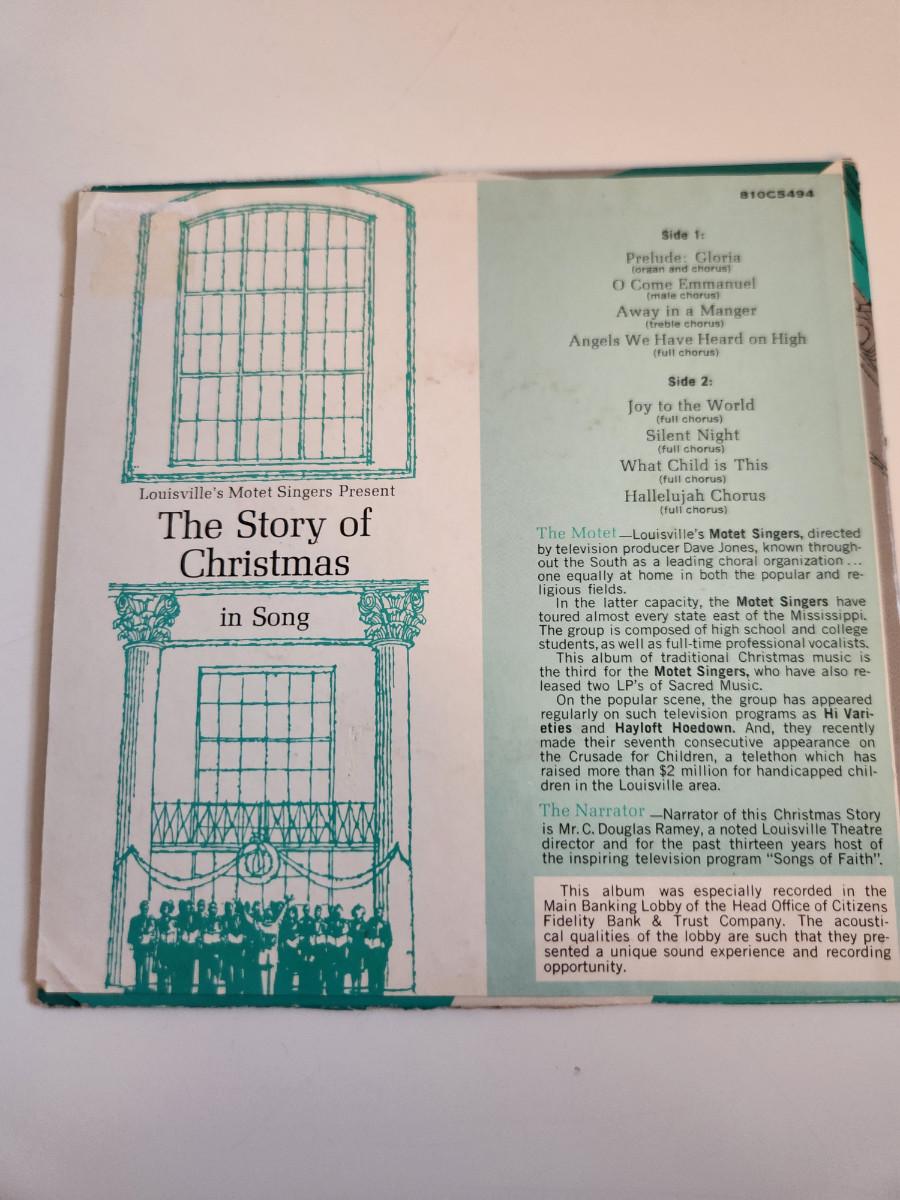 Louisville's Motet Singers Present
The Story of
Christmas
in Song
810C5494
Side 1:
Prelude: Gloria
(organ and chorus)
O Come Emmanuel
(male chorus)
Away in a Manger
(treble chorus)
Angels We Have Heard on High
(full chorus)
Side 2:
Joy to the World
(full chorus)
Silent Night
(full chorus)
What Child is This
(full chorus)
Hallelujah Chorus
(full chorus)
The Motet—Louisville's Motet Singers, directed
by television producer Dave Jones, known through-
out the South as a leading choral organization...
one equally at home in both the popular and re-
ligious fields.
In the latter capacity, the Motet Singers have
toured almost every state east of the Mississippi.
The group is composed of high school and college
students, as well as full-time professional vocalists.
This album of traditional Christmas music is
the third for the Motet Singers, who have also re-
leased two LP's of Sacred Music.
On the popular scene, the group has appeared
regularly on such television programs as Hi Vari-
eties and Hayloft Hoedown. And, they recently
made their seventh consecutive appearance on
the Crusade for Children, a telethon which has
raised more than $2 million for handicapped chil-
dren in the Louisville area.
The Narrator—Narrator of this Christmas Story
is Mr. C. Douglas Ramey, a noted Louisville Theatre
director and for the past thirteen years host of
the inspiring television program "Songs of Faith".
This album was especially recorded in the
Main Banking Lobby of the Head Office of Citizens
Fidelity Bank & Trust Company. The acousti-
cal qualities of the lobby are such that they pre-
sented a unique sound experience and recording
opportunity.